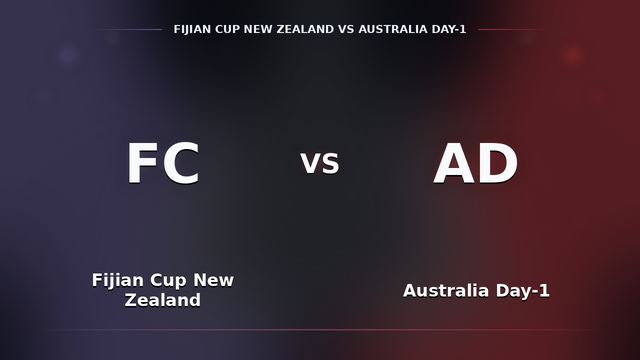 FIJIAN CUP NEW ZEALAND VS AUSTRALIA DAY-1
FC
VS
AD
Fijian Cup New
Zealand
Australia Day-1